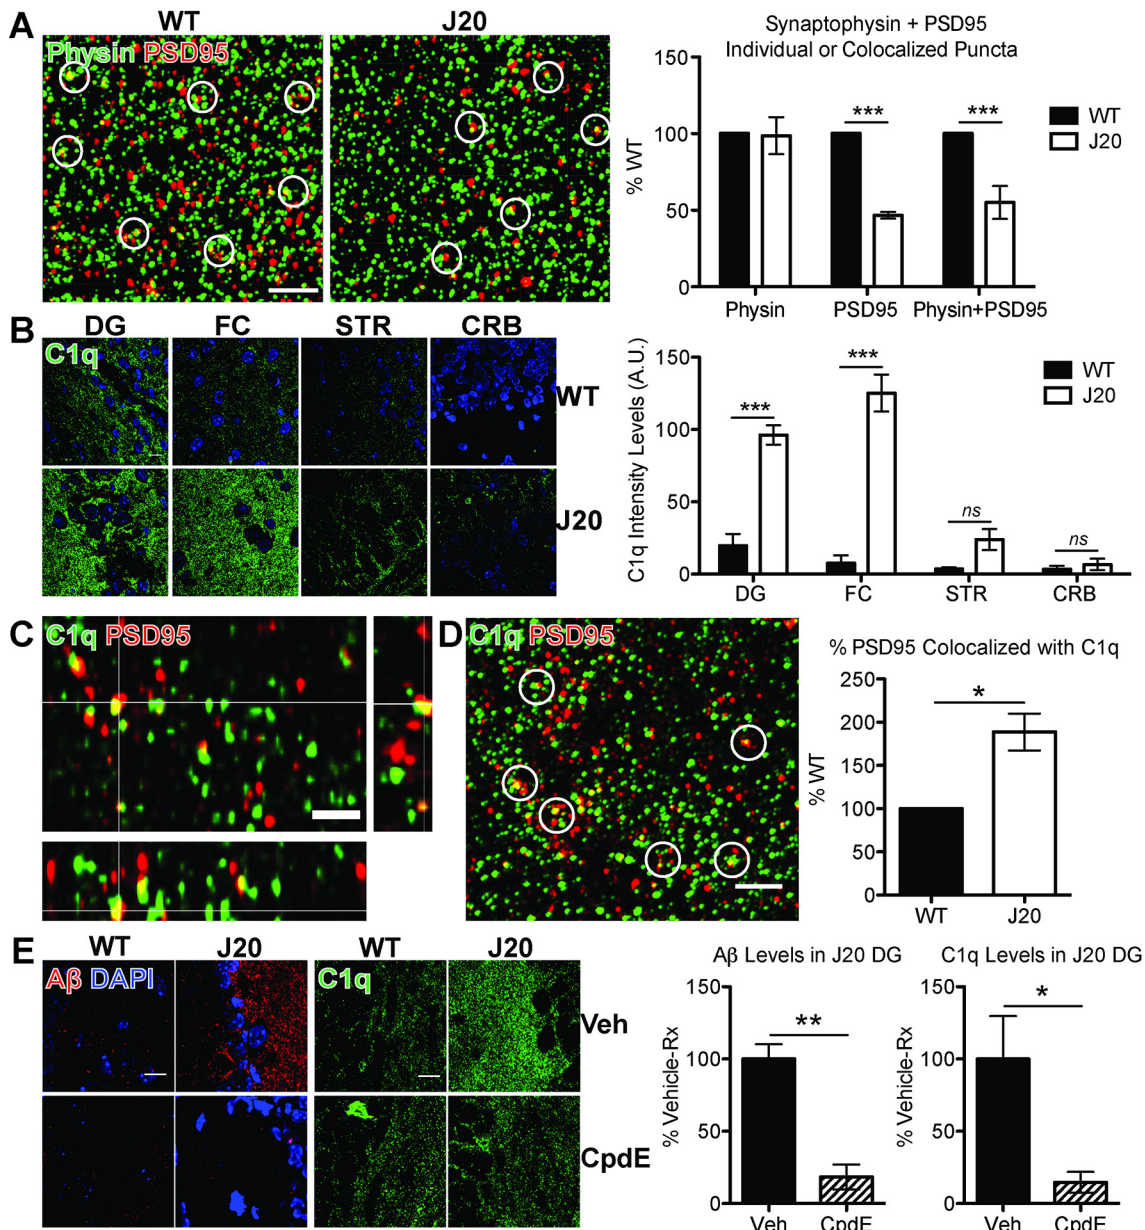 A
WT
J20
Physin PSD95
Synaptophysin + PSD95
Individual or Colocalized Puncta
% WT
150
100
50
0
***
***
WT
J20
Physin
PSD95
Physin+PSD95
B
DG
FC
STR
CRB
C1q
WT
J20
C1q Intensity Levels (A.U.)
150
100
50
0
***
***
ns
ns
WT
J20
DG
FC
STR
CRB
C
C1q PSD95
D
C1q PSD95
% PSD95 Colocalized with C1q
% WT
250
200
150
100
50
0
*
WT
J20
E
WT
J20
WT
J20
Aβ DAPI
C1q
Veh
CpdE
Aβ Levels in J20 DG
% Vehicle-Rx
150
100
50
0
**
Veh
CpdE
C1q Levels in J20 DG
% Vehicle-Rx
150
100
50
0
*
Veh
CpdE